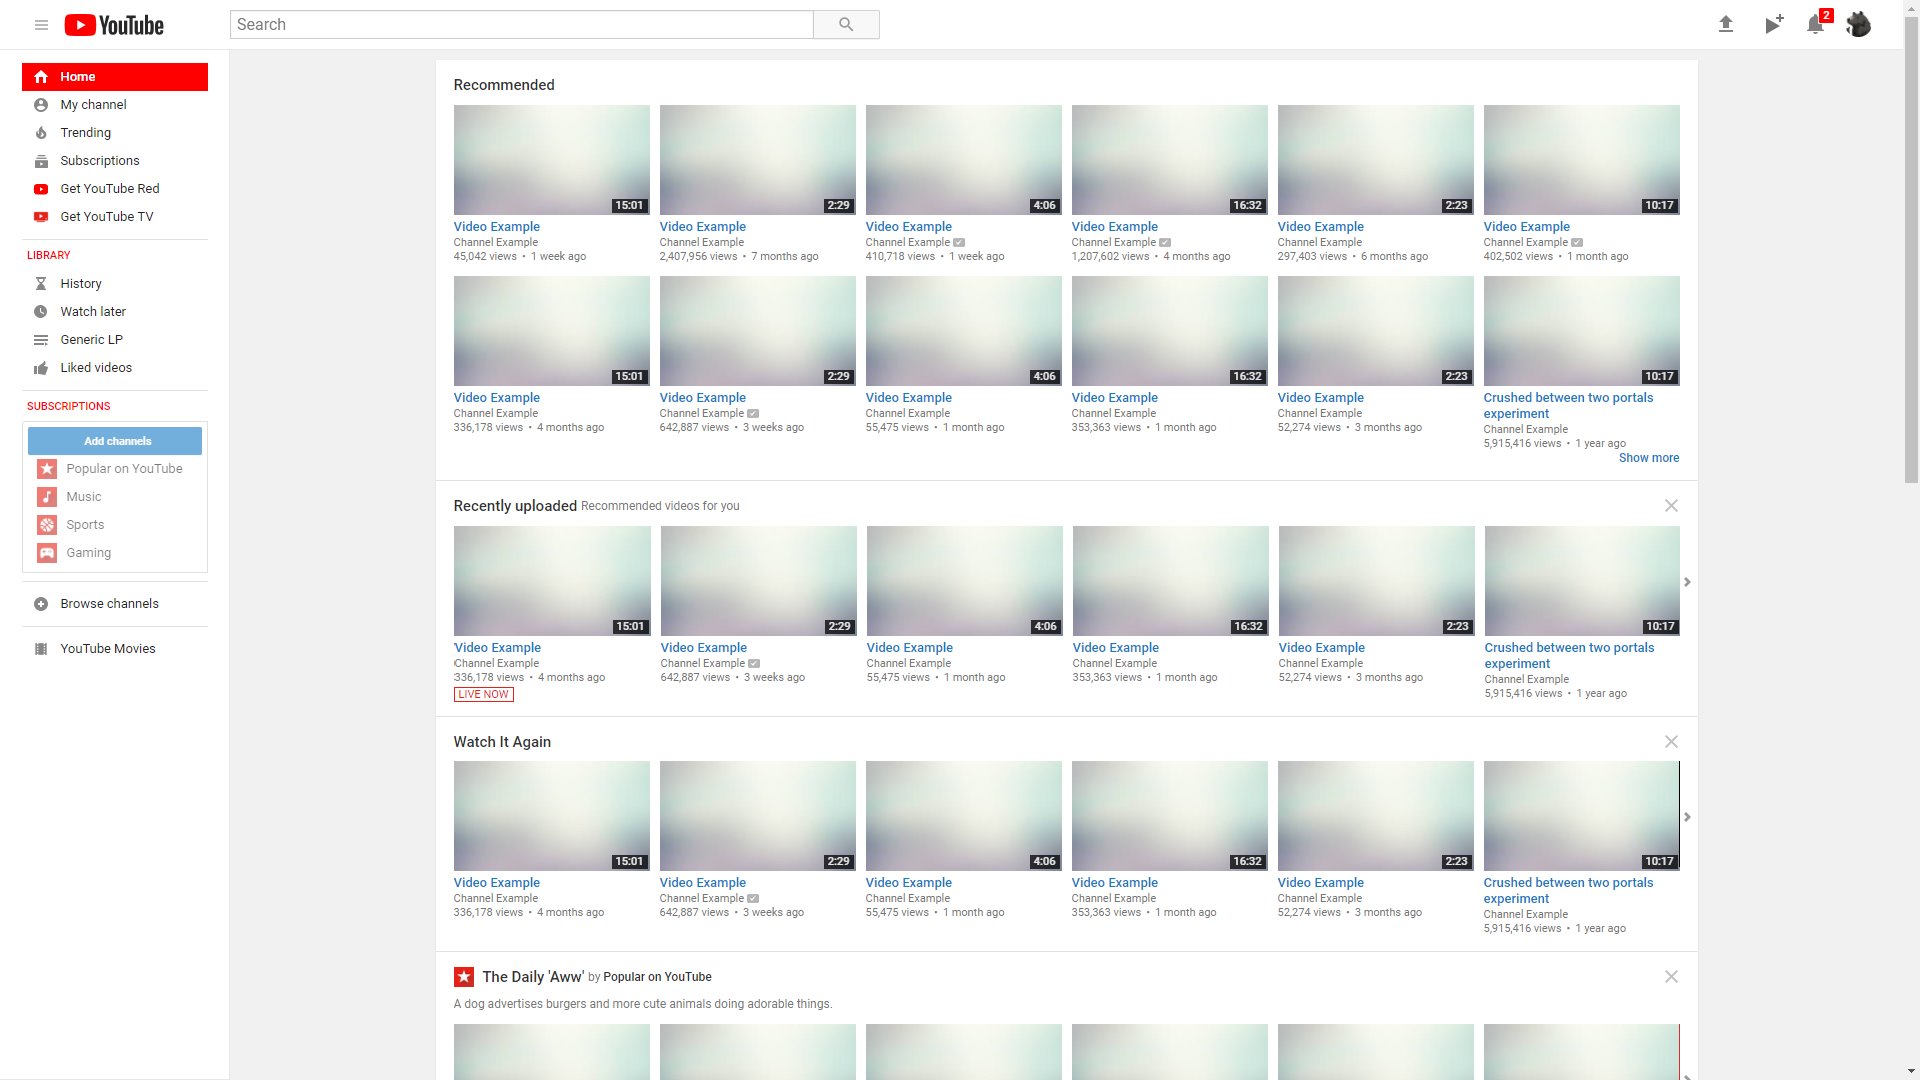 YouTube
Search
2
Home
My channel
Trending
Subscriptions
Get YouTube Red
Get YouTube TV
LIBRARY
History
Watch later
Generic LP
Liked videos
SUBSCRIPTIONS
Add channels
Popular on YouTube
Music
Sports
Gaming
Browse channels
YouTube Movies
Recommended
15:01 2:29 4:06 16:32 2:23 10:17
Video Example Video Example Video Example Video Example Video Example Video Example
Channel Example Channel Example Channel Example Channel Example Channel Example Channel Example
45,042 views • 1 week ago 2,407,956 views • 7 months ago 410,718 views • 1 week ago 1,207,602 views • 4 months ago 297,403 views • 6 months ago 402,502 views • 1 month ago
15:01 2:29 4:06 16:32 2:23 10:17
Video Example Video Example Video Example Video Example Video Example Crushed between two portals
experiment
Channel Example Channel Example Channel Example Channel Example Channel Example Channel Example
336,178 views • 4 months ago 642,887 views • 3 weeks ago 55,475 views • 1 month ago 353,363 views • 1 month ago 52,274 views • 3 months ago 5,915,416 views • 1 year ago
Show more
Recently uploaded Recommended videos for you
15:01 2:29 4:06 16:32 2:23 10:17
Video Example Video Example Video Example Video Example Video Example Crushed between two portals
experiment
Channel Example Channel Example Channel Example Channel Example Channel Example Channel Example
336,178 views • 4 months ago 642,887 views • 3 weeks ago 55,475 views • 1 month ago 353,363 views • 1 month ago 52,274 views • 3 months ago 5,915,416 views • 1 year ago
LIVE NOW
Watch It Again
15:01 2:29 4:06 16:32 2:23 10:17
Video Example Video Example Video Example Video Example Video Example Crushed between two portals
experiment
Channel Example Channel Example Channel Example Channel Example Channel Example Channel Example
336,178 views • 4 months ago 642,887 views • 3 weeks ago 55,475 views • 1 month ago 353,363 views • 1 month ago 52,274 views • 3 months ago 5,915,416 views • 1 year ago
The Daily 'Aww' by Popular on YouTube
A dog advertises burgers and more cute animals doing adorable things.